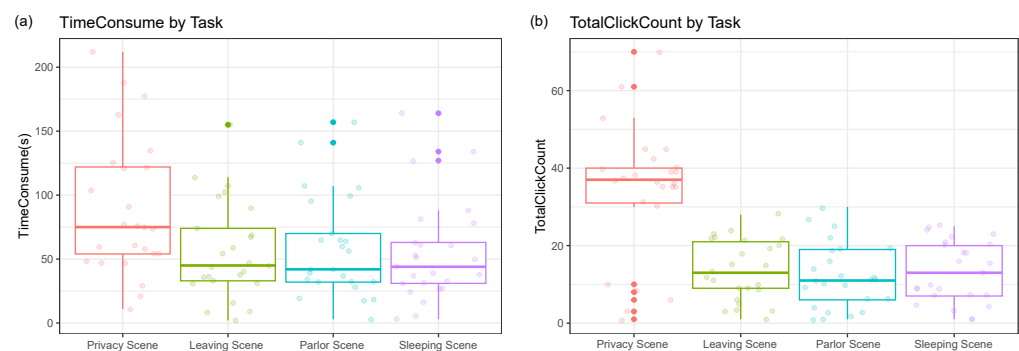 (a) TimeConsume by Task
TimeConsume(s)
200
150
100
50
0
Privacy Scene Leaving Scene Parlor Scene Sleeping Scene
(b) TotalClickCount by Task
TotalClickCount
60
40
20
0
Privacy Scene Leaving Scene Parlor Scene Sleeping Scene